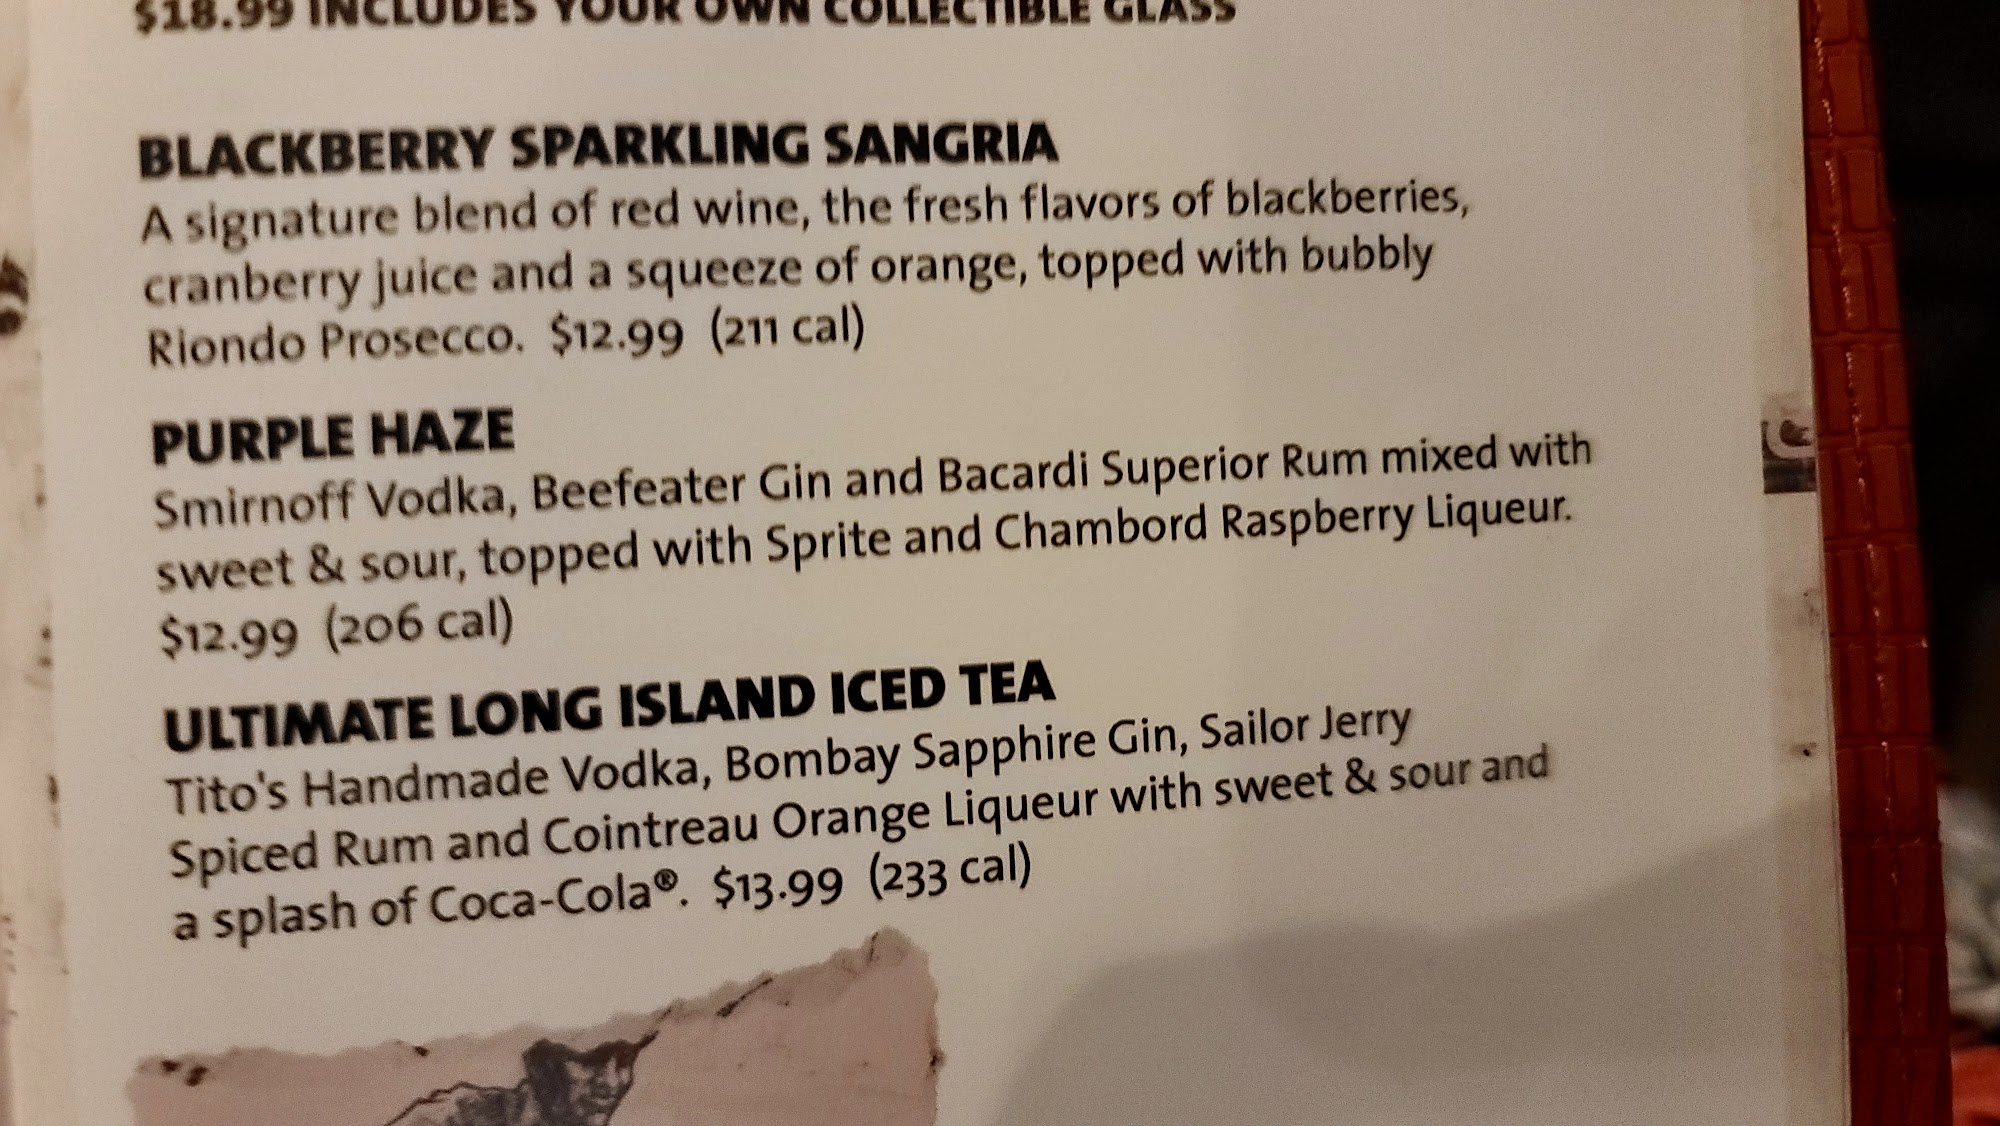 $18.99 INCLUDES YOUR OWN COLLECTIBLE GLASS
BLACKBERRY SPARKLING SANGRIA
A signature blend of red wine, the fresh flavors of blackberries,
cranberry juice and a squeeze of orange, topped with bubbly
Riondo Prosecco. $12.99 (211 cal)
PURPLE HAZE
Smirnoff Vodka, Beefeater Gin and Bacardi Superior Rum mixed with
sweet & sour, topped with Sprite and Chambord Raspberry Liqueur.
$12.99 (206 cal)
ULTIMATE LONG ISLAND ICED TEA
Tito's Handmade Vodka, Bombay Sapphire Gin, Sailor Jerry
Spiced Rum and Cointreau Orange Liqueur with sweet & sour and
a splash of Coca-Cola®. $13.99 (233 cal)